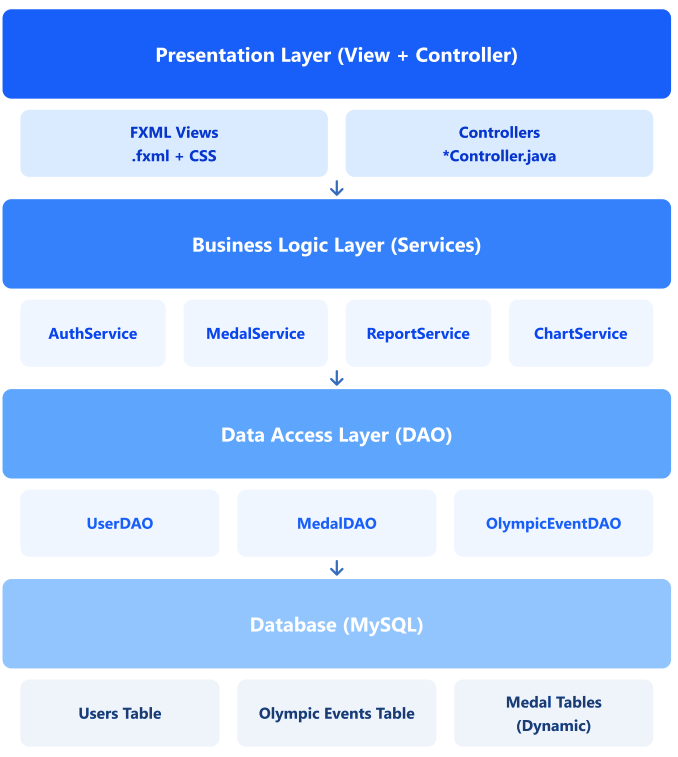 Presentation Layer (View + Controller)
FXML Views
.fxml + CSS
Controllers
*Controller.java
Business Logic Layer (Services)
AuthService
MedalService
ReportService
ChartService
Data Access Layer (DAO)
UserDAO
MedalDAO
OlympicEventDAO
Database (MySQL)
Users Table
Olympic Events Table
Medal Tables
(Dynamic)